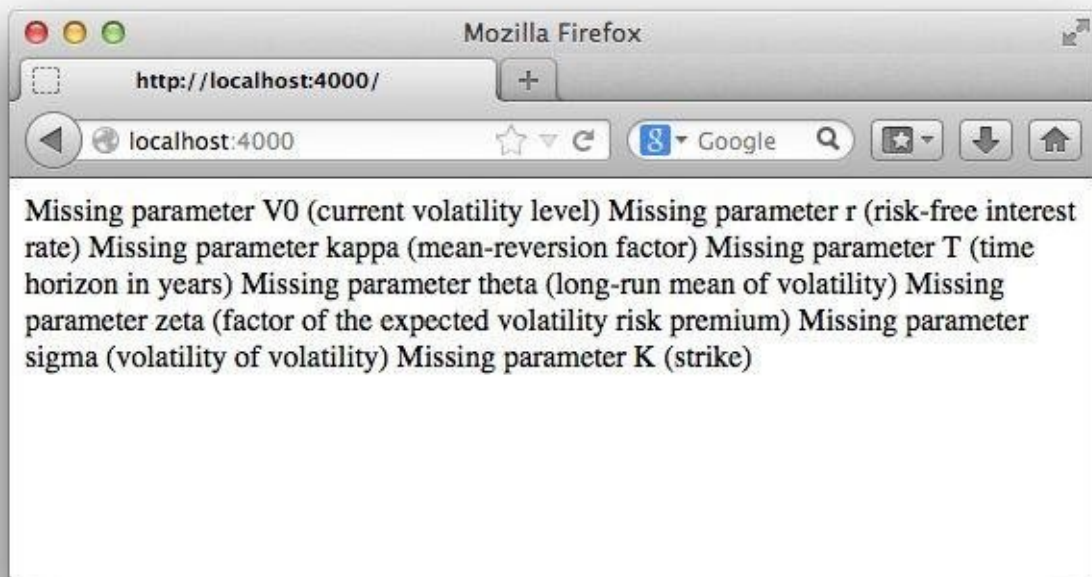 Mozilla Firefox
http://localhost:4000/
localhost:4000
8 Google
Missing parameter V0 (current volatility level) Missing parameter r (risk-free interest
rate) Missing parameter kappa (mean-reversion factor) Missing parameter T (time
horizon in years) Missing parameter theta (long-run mean of volatility) Missing
parameter zeta (factor of the expected volatility risk premium) Missing parameter
sigma (volatility of volatility) Missing parameter K (strike)